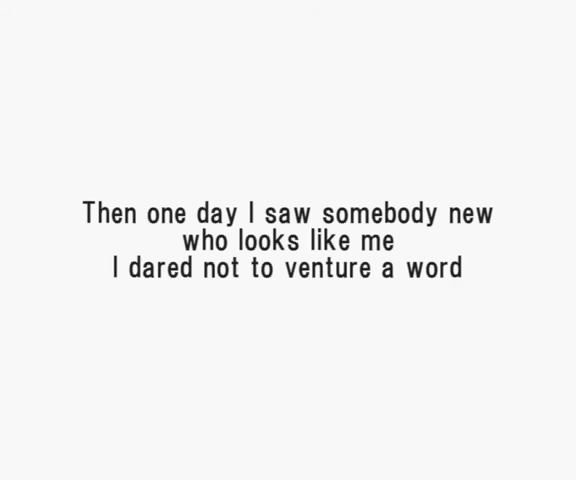 Then one day I saw somebody new
who looks like me
I dared not to venture a word